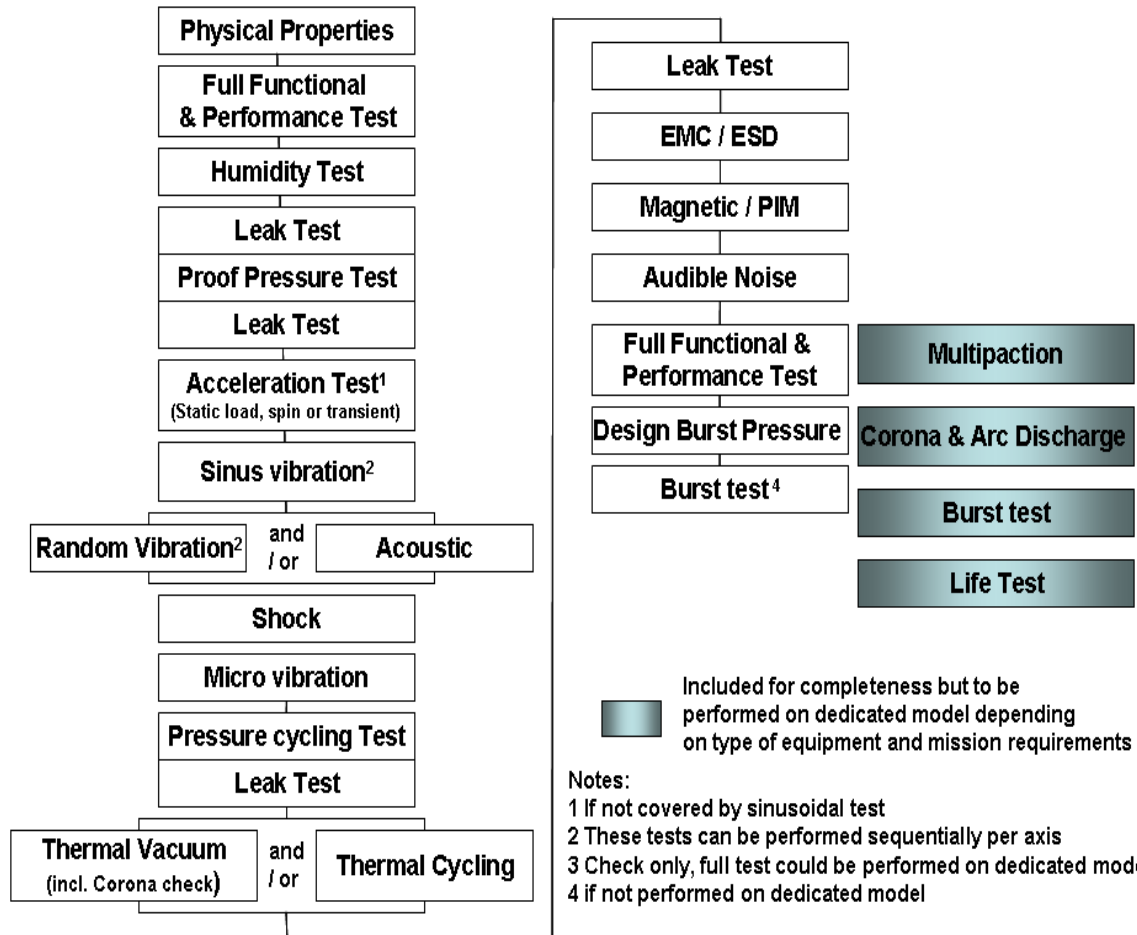 Physical Properties
Full Functional
& Performance Test
Humidity Test
Leak Test
Proof Pressure Test
Leak Test
Acceleration Test¹
(Static load, spin or transient)
Sinus vibration²
Random Vibration²
and
/ or
Acoustic
Shock
Micro vibration
Pressure cycling Test
Leak Test
Thermal Vacuum
(incl. Corona check)
and
/ or
Thermal Cycling
Leak Test
EMC / ESD
Magnetic / PIM
Audible Noise
Full Functional &
Performance Test
Design Burst Pressure
Burst test⁴
Multipaction
Corona & Arc Discharge
Burst test
Life Test
Included for completeness but to be
performed on dedicated model depending
on type of equipment and mission requirements
Notes:
1 If not covered by sinusoidal test
2 These tests can be performed sequentially per axis
3 Check only, full test could be performed on dedicated mode
4 if not performed on dedicated model